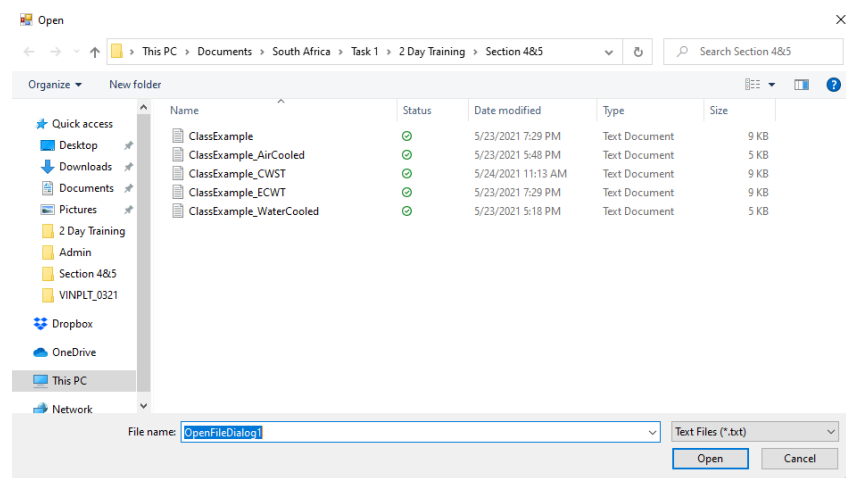 Open
This PC > Documents > South Africa > Task 1 > 2 Day Training > Section 4&5
Search Section 4&5
Organize
New folder
Name Status Date modified Type Size
Quick access
Desktop
Downloads
Documents
Pictures
2 Day Training
Admin
Section 4&5
VINPLT_0321
Dropbox
OneDrive
This PC
Network
ClassExample 5/23/2021 7:29 PM Text Document 9 KB
ClassExample_AirCooled 5/23/2021 5:48 PM Text Document 5 KB
ClassExample_CWST 5/24/2021 11:13 AM Text Document 9 KB
ClassExample_ECWT 5/23/2021 7:29 PM Text Document 9 KB
ClassExample_WaterCooled 5/23/2021 5:18 PM Text Document 5 KB
File name: OpenFileDialog1
Text Files (*.txt)
Open Cancel